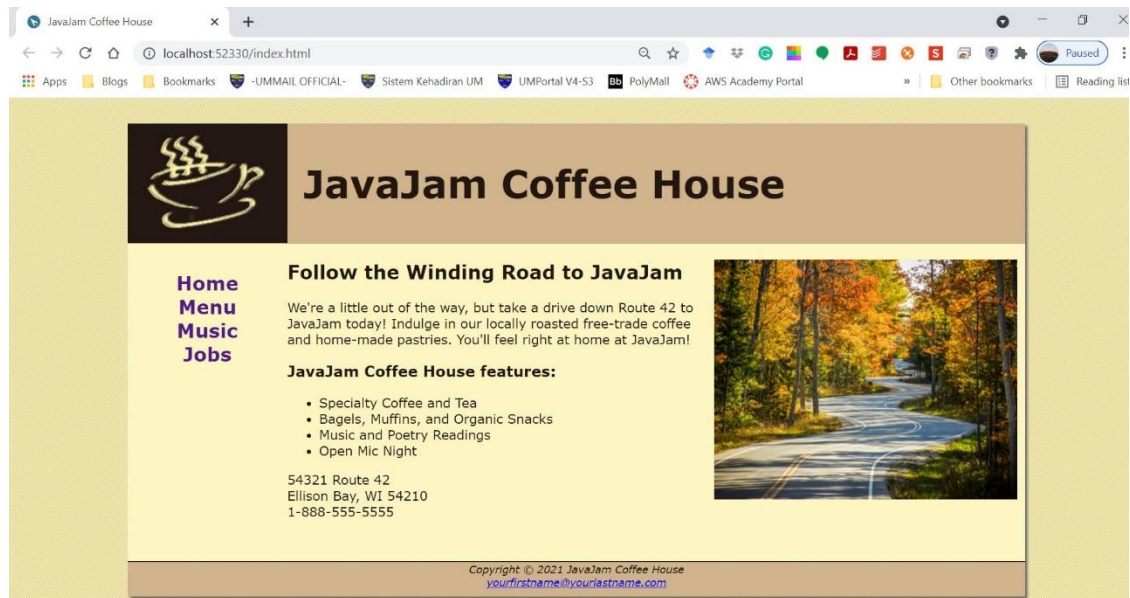 JavaJam Coffee House
localhost:52330/index.html
Paused
Apps Blogs Bookmarks -UMMAIL OFFICIAL- Sistem Kehadiran UM UMPortal V4-S3 Bb PolyMall AWS Academy Portal » Other bookmarks Reading list
JavaJam Coffee House
Home
Menu
Music
Jobs
Follow the Winding Road to JavaJam
We're a little out of the way, but take a drive down Route 42 to
JavaJam today! Indulge in our locally roasted free-trade coffee
and home-made pastries. You'll feel right at home at JavaJam!
JavaJam Coffee House features:
• Specialty Coffee and Tea
• Bagels, Muffins, and Organic Snacks
• Music and Poetry Readings
• Open Mic Night
54321 Route 42
Ellison Bay, WI 54210
1-888-555-5555
Copyright © 2021 JavaJam Coffee House
yourfirstname@yourlastname.com